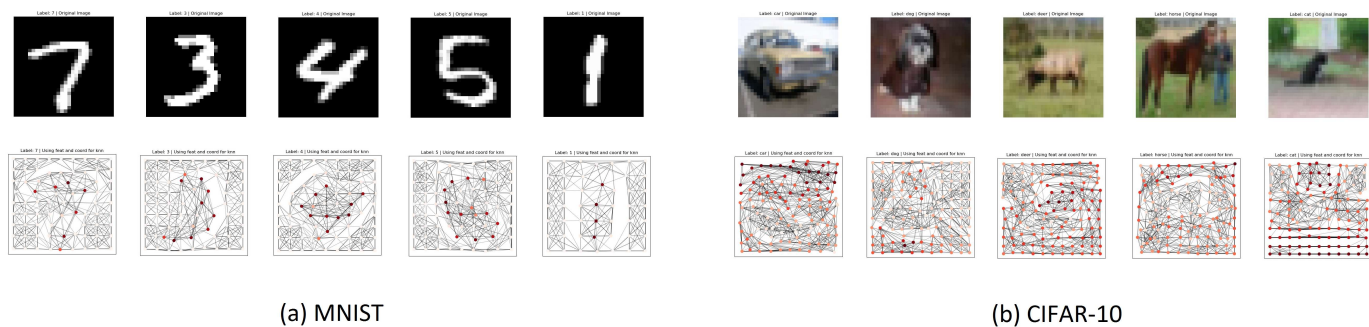 Label: 7 | Original Image
Label: 3 | Original Image
Label: 4 | Original Image
Label: 5 | Original Image
Label: 1 | Original Image
Label: car | Original Image
Label: dog | Original Image
Label: deer | Original Image
Label: horse | Original Image
Label: cat | Original Image
Label: 7 | Using feat and coord for knn
Label: 3 | Using feat and coord for knn
Label: 4 | Using feat and coord for knn
Label: 5 | Using feat and coord for knn
Label: 1 | Using feat and coord for knn
Label: car | Using feat and coord for knn
Label: dog | Using feat and coord for knn
Label: deer | Using feat and coord for knn
Label: horse | Using feat and coord for knn
Label: cat | Using feat and coord for knn
7
3
4
5
1
(a) MNIST
(b) CIFAR-10